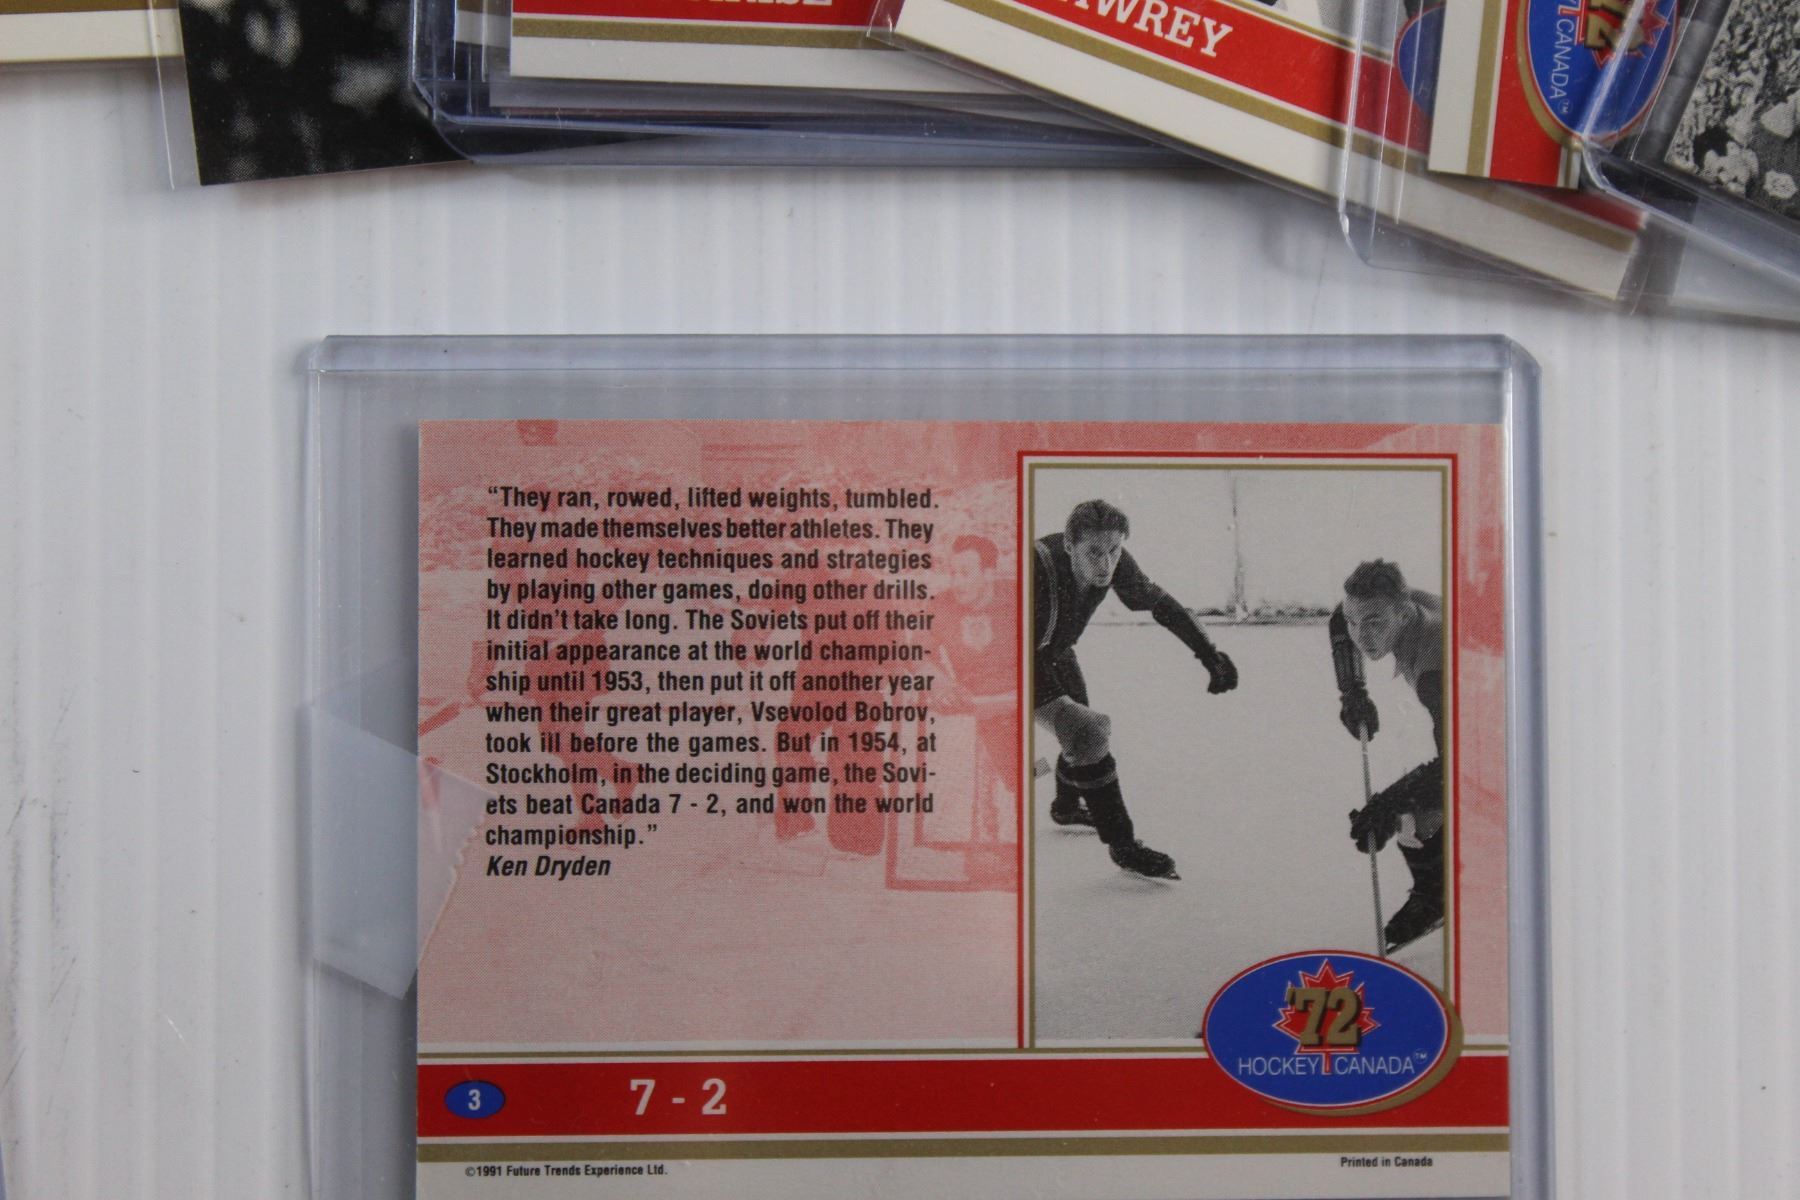 AWREY
'72
CANADA™
"They ran, rowed, lifted weights, tumbled.
They made themselves better athletes. They
learned hockey techniques and strategies
by playing other games, doing other drills.
It didn't take long. The Soviets put off their
initial appearance at the world champion-
ship until 1953, then put it off another year
when their great player, Vsevolod Bobrov,
took ill before the games. But in 1954, at
Stockholm, in the deciding game, the Sovi-
ets beat Canada 7 - 2, and won the world
championship."
Ken Dryden
'72
HOCKEY CANADA™
3
7 - 2
©1991 Future Trends Experience Ltd.
Printed in Canada